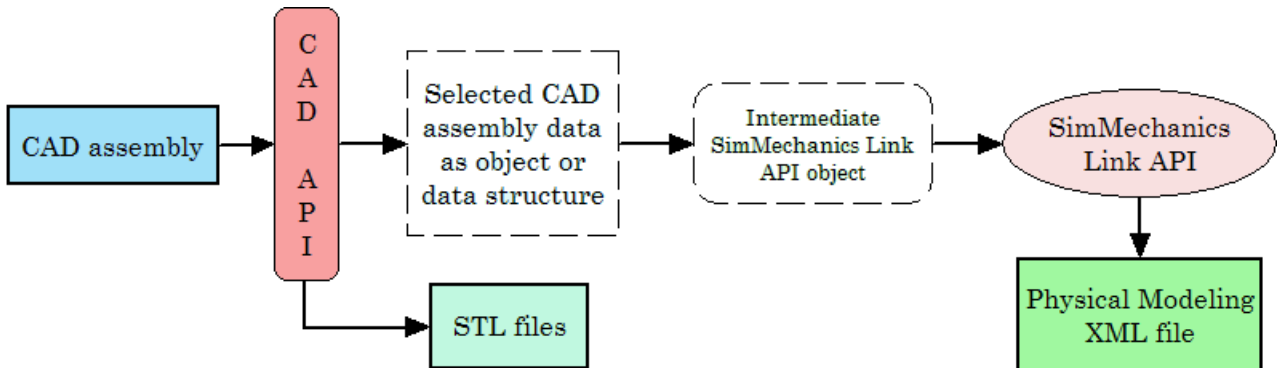 CAD assembly
C
A
D
A
P
I
Selected CAD
assembly data
as object or
data structure
Intermediate
SimMechanics Link
API object
SimMechanics
Link API
STL files
Physical Modeling
XML file